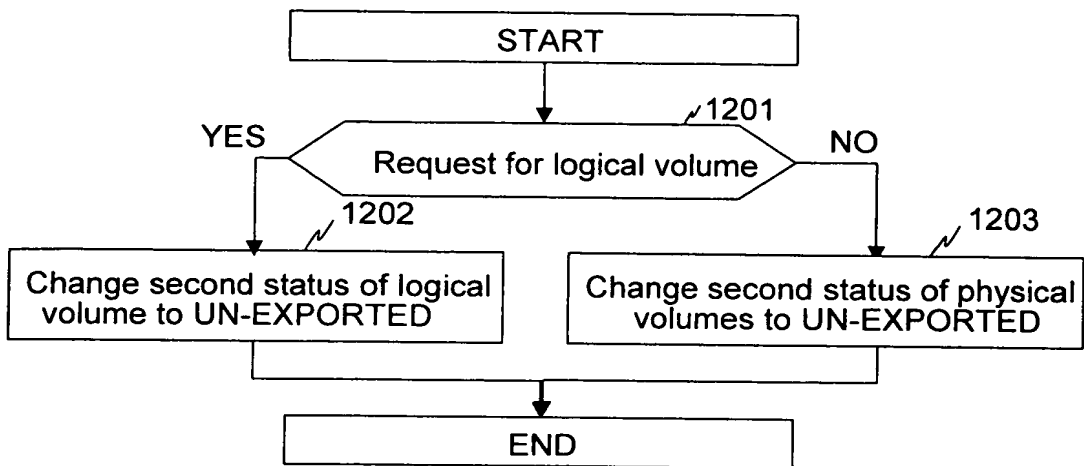 START
1201
YES
NO
Request for logical volume
1202
1203
Change second status of logical
volume to UN-EXPORTED
Change second status of physical
volumes to UN-EXPORTED
END